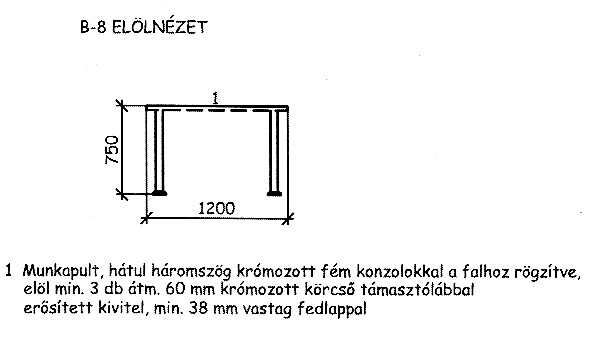 B-8 ELÖLNÉZET
1
750
1200
1 Munkapult, hátul háromszög krómozott fém konzolokkal a falhoz rögzítve,
elöl min. 3 db átm. 60 mm krómozott körcső támasztólábbal
erősített kivitel, min. 38 mm vastag fedlappal